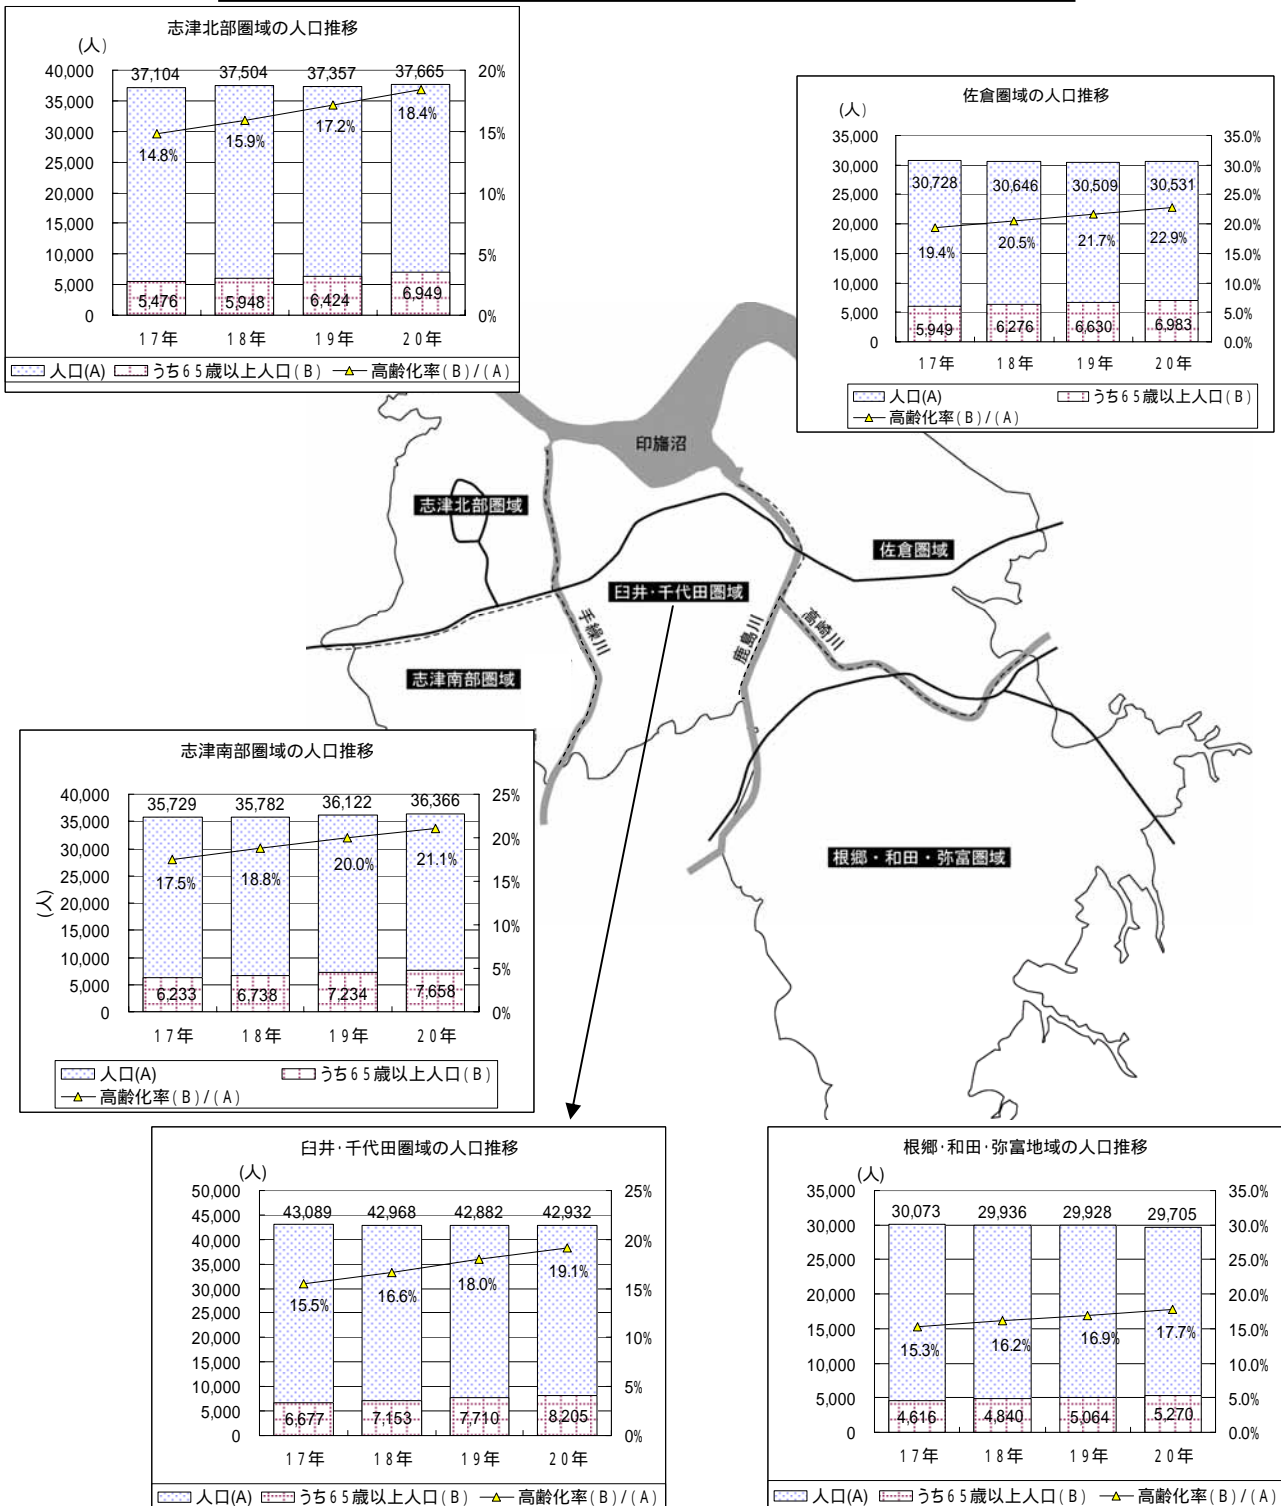 志津北部圏域の人口推移
(人)
40,000
35,000
30,000
25,000
20,000
15,000
10,000
5,000
0
20%
15%
10%
5%
0%
37,104 37,504 37,357 37,665
14.8% 15.9% 17.2% 18.4%
5,476 5,948 6,424 6,949
17年 18年 19年 20年
人口(A) うち65歳以上人口(B) 高齢化率(B)/(A)
佐倉圏域の人口推移
(人)
35,000
30,000
25,000
20,000
15,000
10,000
5,000
0
35.0%
30.0%
25.0%
20.0%
15.0%
10.0%
5.0%
0.0%
30,728 30,646 30,509 30,531
19.4% 20.5% 21.7% 22.9%
5,949 6,276 6,630 6,983
17年 18年 19年 20年
人口(A) うち65歳以上人口(B)
高齢化率(B)/(A)
印旛沼
志津北部圏域
佐倉圏域
臼井・千代田圏域
手繰川
鹿島川
高崎川
志津南部圏域
根郷・和田・弥富圏域
志津南部圏域の人口推移
(人)
40,000
35,000
30,000
25,000
20,000
15,000
10,000
5,000
0
25%
20%
15%
10%
5%
0%
35,729 35,782 36,122 36,366
17.5% 18.8% 20.0% 21.1%
6,233 6,738 7,234 7,658
17年 18年 19年 20年
人口(A) うち65歳以上人口(B)
高齢化率(B)/(A)
臼井・千代田圏域の人口推移
(人)
50,000
45,000
40,000
35,000
30,000
25,000
20,000
15,000
10,000
5,000
0
25%
20%
15%
10%
5%
0%
43,089 42,968 42,882 42,932
15.5% 16.6% 18.0% 19.1%
6,677 7,153 7,710 8,205
17年 18年 19年 20年
人口(A) うち65歳以上人口(B) 高齢化率(B)/(A)
根郷・和田・弥富地域の人口推移
(人)
35,000
30,000
25,000
20,000
15,000
10,000
5,000
0
35.0%
30.0%
25.0%
20.0%
15.0%
10.0%
5.0%
0.0%
30,073 29,936 29,928 29,705
15.3% 16.2% 16.9% 17.7%
4,616 4,840 5,064 5,270
17年 18年 19年 20年
人口(A) うち65歳以上人口(B) 高齢化率(B)/(A)